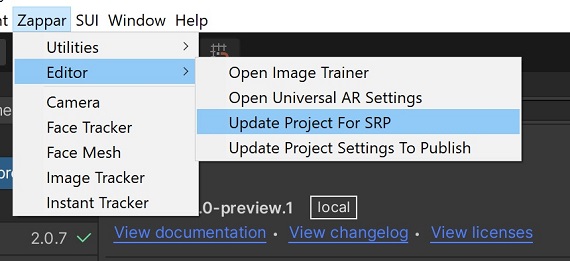 Zappar SUI Window Help
Utilities
Editor
Camera
Face Tracker
Face Mesh
Image Tracker
Instant Tracker
Open Image Trainer
Open Universal AR Settings
Update Project For SRP
Update Project Settings To Publish
.0-preview.1 local
2.0.7
View documentation • View changelog • View licenses